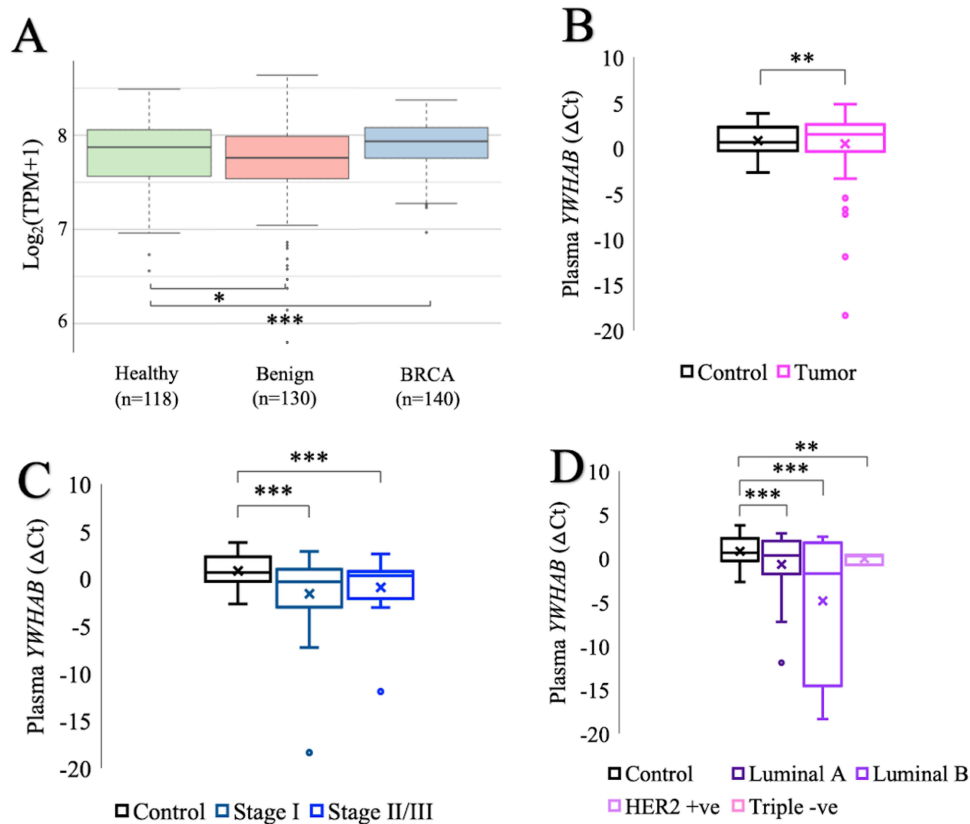 A
Log2(TPM+1)
8
7
6
*
***
Healthy
(n=118)
Benign
(n=130)
BRCA
(n=140)
B
Plasma YWHAB (ΔCt)
10
5
0
-5
-10
-15
-20
**
Control
Tumor
C
Plasma YWHAB (ΔCt)
10
5
0
-5
-10
-15
-20
***
***
Control
Stage I
Stage II/III
D
Plasma YWHAB (ΔCt)
10
5
0
-5
-10
-15
-20
**
***
***
Control
Luminal A
Luminal B
HER2 +ve
Triple -ve